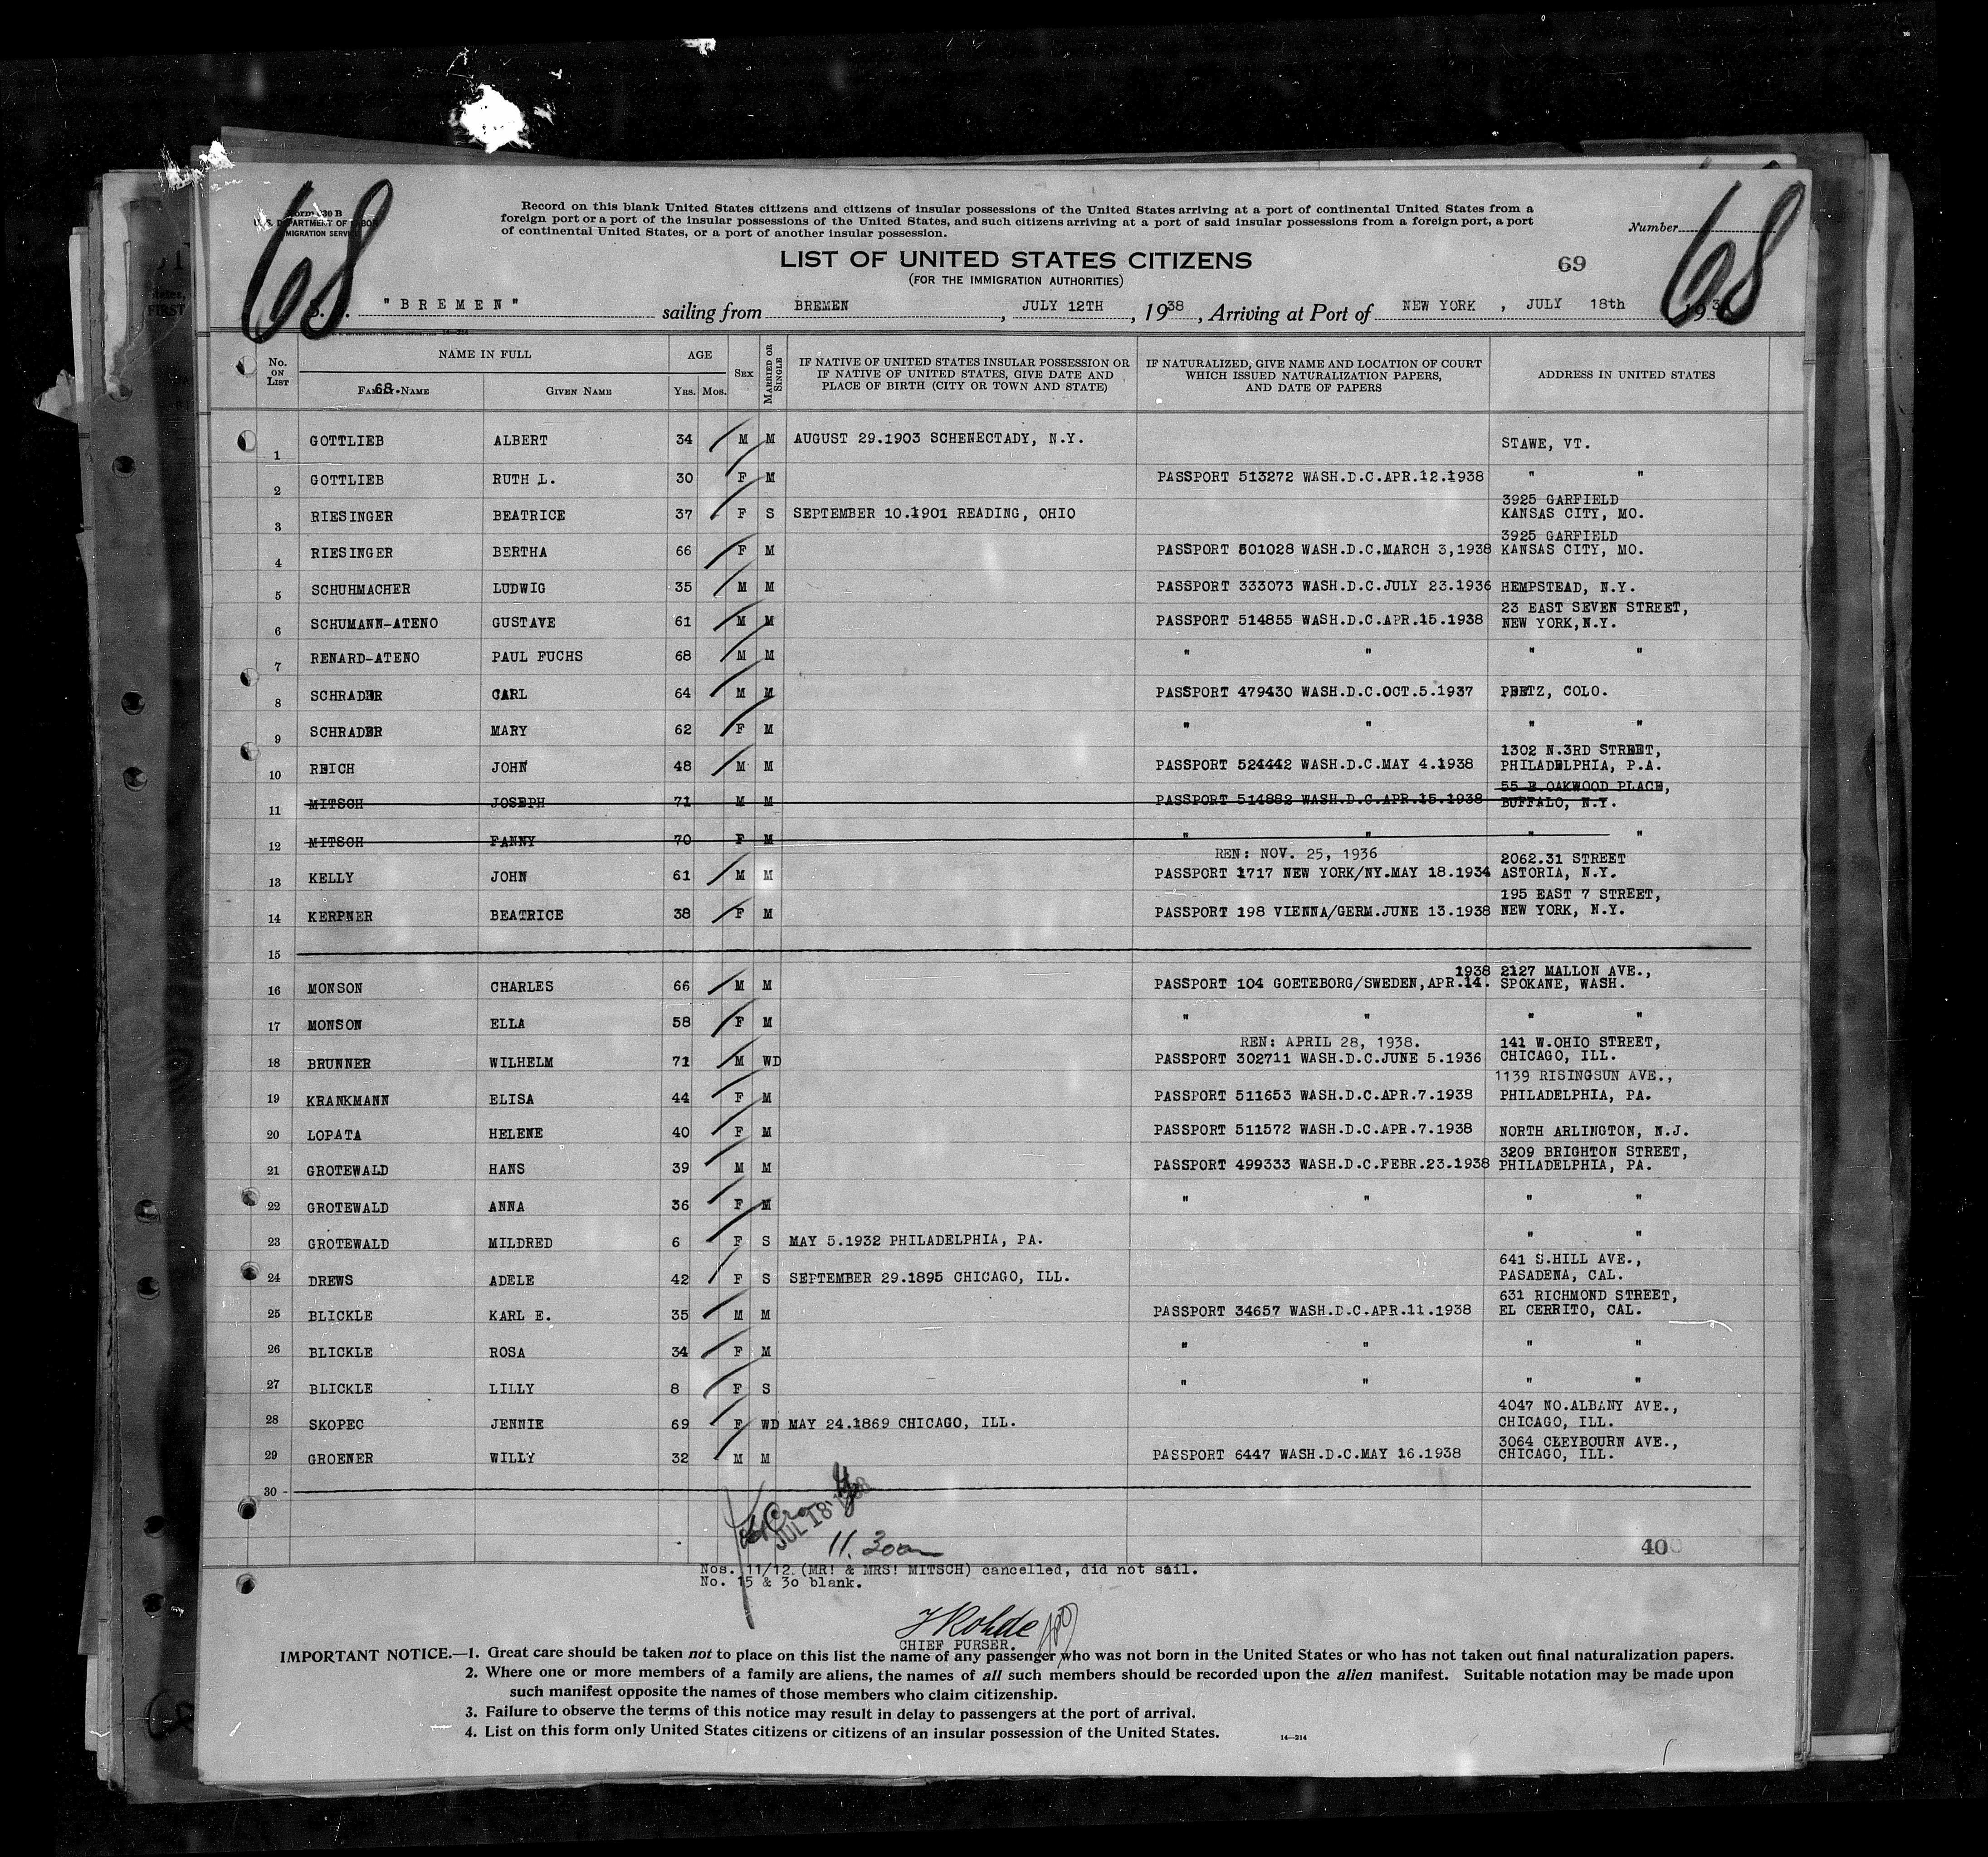 68
68
Form 630 B
U. S. DEPARTMENT OF LABOR
IMMIGRATION SERVICE
Record on this blank United States citizens and citizens of insular possessions of the United States arriving at a port of continental United States from a
foreign port or a port of the insular possessions of the United States, and such citizens arriving at a port of said insular possessions from a foreign port, a port
of continental United States, or a port of another insular possession.
Number
LIST OF UNITED STATES CITIZENS
(FOR THE IMMIGRATION AUTHORITIES)
69
S. S. "BREMEN" sailing from BREMEN, JULY 12TH, 1938, Arriving at Port of NEW YORK, JULY 18th 193
No. ON LIST
NAME IN FULL
68.
FAMILY NAME GIVEN NAME
AGE
YRS. MOS.
SEX
MARRIED OR SINGLE
IF NATIVE OF UNITED STATES INSULAR POSSESSION OR
IF NATIVE OF UNITED STATES, GIVE DATE AND
PLACE OF BIRTH (CITY OR TOWN AND STATE)
IF NATURALIZED, GIVE NAME AND LOCATION OF COURT
WHICH ISSUED NATURALIZATION PAPERS,
AND DATE OF PAPERS
ADDRESS IN UNITED STATES
1 GOTTLIEB ALBERT 34 M M AUGUST 29.1903 SCHENECTADY, N.Y. STAWE, VT.
2 GOTTLIEB RUTH L. 30 F M PASSPORT 513272 WASH.D.C.APR.12.1938 " "
3925 GARFIELD
3 RIESINGER BEATRICE 37 F S SEPTEMBER 10.1901 READING, OHIO KANSAS CITY, MO.
3925 GARFIELD
4 RIESINGER BERTHA 66 F M PASSPORT 501028 WASH.D.C.MARCH 3,1938 KANSAS CITY, MO.
5 SCHUHMACHER LUDWIG 35 M M PASSPORT 333073 WASH.D.C.JULY 23.1936 HEMPSTEAD, N.Y.
23 EAST SEVEN STREET,
6 SCHUMANN-ATENO GUSTAVE 61 M M PASSPORT 514855 WASH.D.C.APR.15.1938 NEW YORK,N.Y.
7 RENARD-ATENO PAUL FUCHS 68 M M " " " "
8 SCHRADER CARL 64 M M PASSPORT 479430 WASH.D.C.OCT.5.1937 PEETZ, COLO.
9 SCHRADER MARY 62 F M " " " "
1302 N.3RD STREET,
10 REICH JOHN 48 M M PASSPORT 524442 WASH.D.C.MAY 4.1938 PHILADELPHIA, P.A.
55 E OAKWOOD PLACE,
11 MITSCH JOSEPH 71 M M PASSPORT 514882 WASH.D.C.APR.15.1938 BUFFALO, N.Y.
12 MITSCH FANNY 70 F M " " " "
REN: NOV. 25, 1936 2062.31 STREET
13 KELLY JOHN 61 M M PASSPORT 1717 NEW YORK/NY.MAY 18.1934 ASTORIA, N.Y.
195 EAST 7 STREET,
14 KERPNER BEATRICE 38 F M PASSPORT 198 VIENNA/GERM.JUNE 13.1938 NEW YORK, N.Y.
15
1938 2127 MALLON AVE.,
16 MONSON CHARLES 66 M M PASSPORT 104 GOETEBORG/SWEDEN,APR.14. SPOKANE, WASH.
17 MONSON ELLA 58 F M " " " "
REN: APRIL 28, 1938. 141 W.OHIO STREET,
18 BRUNNER WILHELM 71 M WD PASSPORT 302711 WASH.D.C.JUNE 5.1936 CHICAGO, ILL.
1139 RISINGSUN AVE.,
19 KRANKMANN ELISA 44 F M PASSPORT 511653 WASH.D.C.APR.7.1938 PHILADELPHIA, PA.
20 LOPATA HELENE 40 F M PASSPORT 511572 WASH.D.C.APR.7.1938 NORTH ARLINGTON, N.J.
3209 BRIGHTON STREET,
21 GROTEWALD HANS 39 M M PASSPORT 499333 WASH.D.C.FEBR.23.1938 PHILADELPHIA, PA.
22 GROTEWALD ANNA 36 F M " " " "
23 GROTEWALD MILDRED 6 F S MAY 5.1932 PHILADELPHIA, PA. " "
641 S.HILL AVE.,
24 DREWS ADELE 42 F S SEPTEMBER 29.1895 CHICAGO, ILL. PASADENA, CAL.
631 RICHMOND STREET,
25 BLICKLE KARL E. 35 M M PASSPORT 34657 WASH.D.C.APR.11.1938 EL CERRITO, CAL.
26 BLICKLE ROSA 34 F M " " " "
27 BLICKLE LILLY 8 F S " " " "
4047 NO.ALBANY AVE.,
28 SKOPEC JENNIE 69 F WD MAY 24.1869 CHICAGO, ILL. CHICAGO, ILL.
3064 CLEYBOURN AVE.,
29 GROENER WILLY 32 M M PASSPORT 6447 WASH.D.C.MAY 16.1938 CHICAGO, ILL.
30
JUL 18 1938
11.30am
40
Nos. 11/12 (MR! & MRS! MITSCH) cancelled, did not sail.
No. 15 & 30 blank.
Rohde
CHIEF PURSER.
IMPORTANT NOTICE.—1. Great care should be taken not to place on this list the name of any passenger who was not born in the United States or who has not taken out final naturalization papers.
2. Where one or more members of a family are aliens, the names of all such members should be recorded upon the alien manifest. Suitable notation may be made upon
such manifest opposite the names of those members who claim citizenship.
3. Failure to observe the terms of this notice may result in delay to passengers at the port of arrival.
4. List on this form only United States citizens or citizens of an insular possession of the United States.
14—214